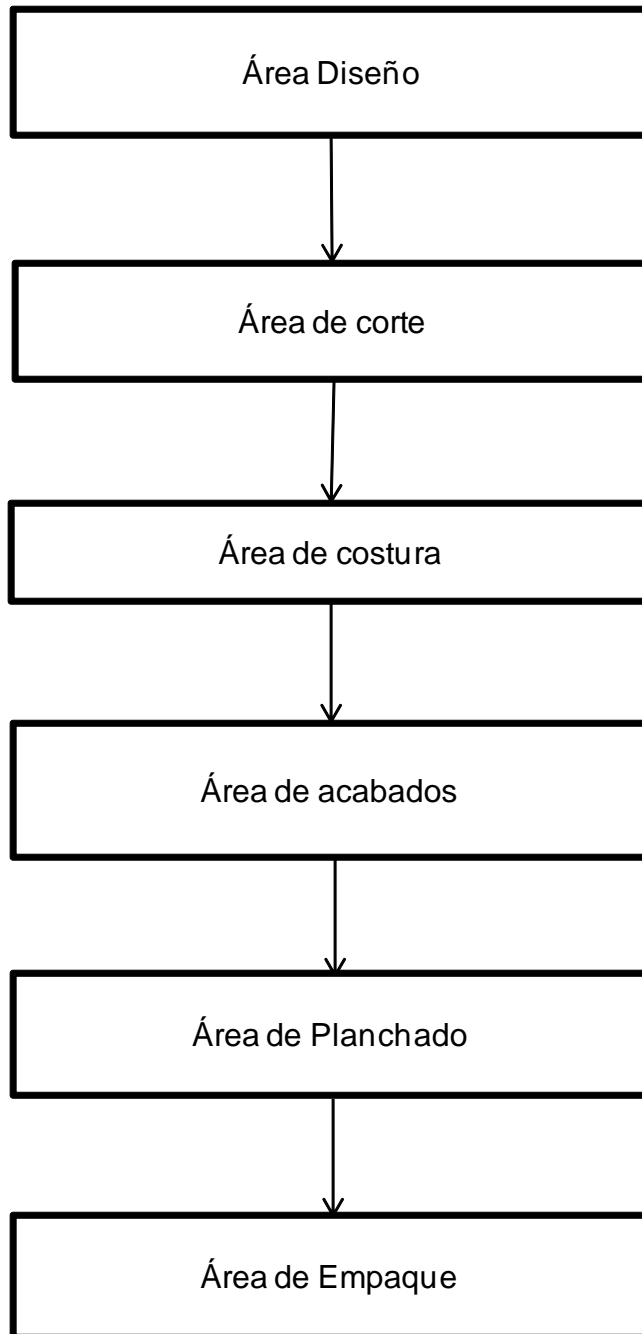 Área Diseño
Área de corte
Área de costura
Área de acabados
Área de Planchado
Área de Empaque